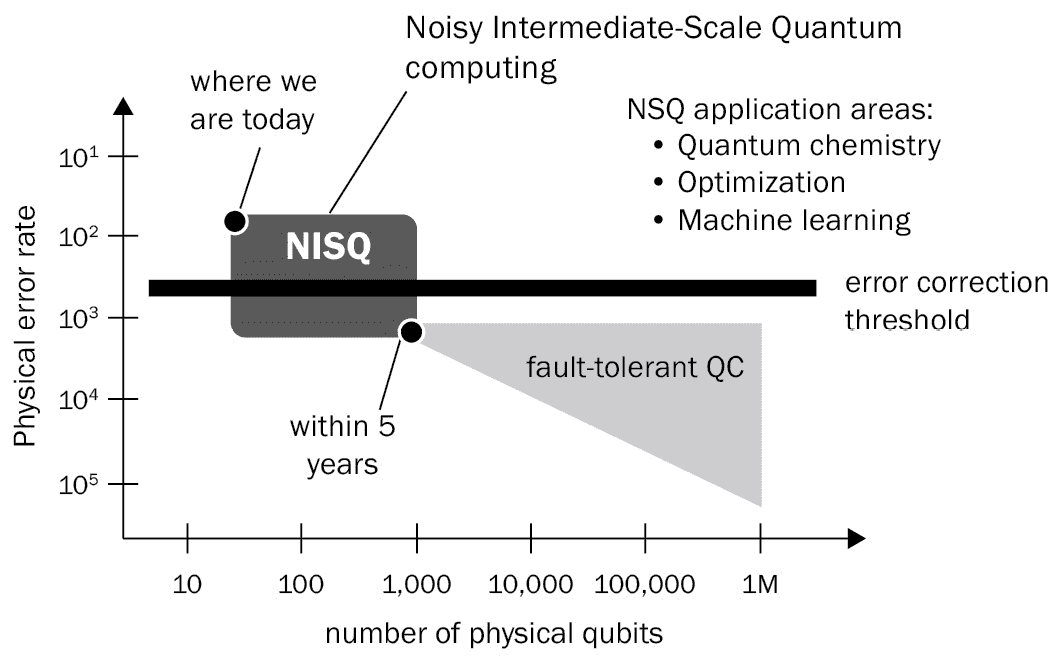 Noisy Intermediate-Scale Quantum
computing
where we
are today
NSQ application areas:
• Quantum chemistry
• Optimization
• Machine learning
Physical error rate
10¹
10²
10³
10⁴
10⁵
NISQ
error correction
threshold
fault-tolerant QC
within 5
years
10 100 1,000 10,000 100,000 1M
number of physical qubits